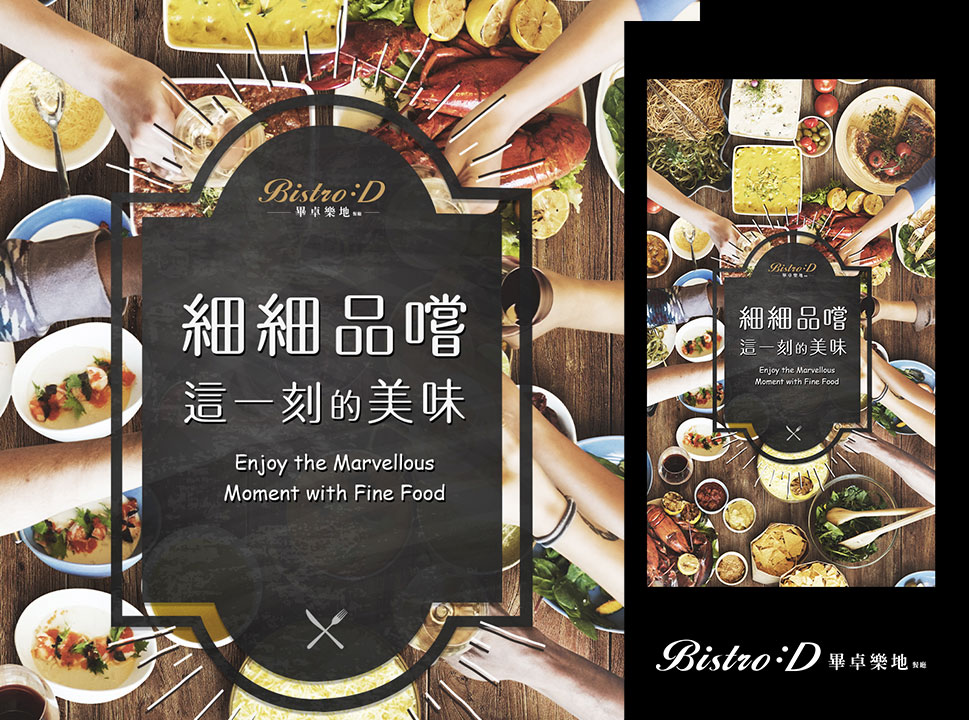 Bistro:D
畢卓樂地 餐廳
細細品嚐
這一刻的美味
Enjoy the Marvellous
Moment with Fine Food
Bistro:D
畢卓樂地
細細品嚐
這一刻的美味
Enjoy the Marvellous
Moment with Fine Food
Bistro:D 畢卓樂地 餐廳